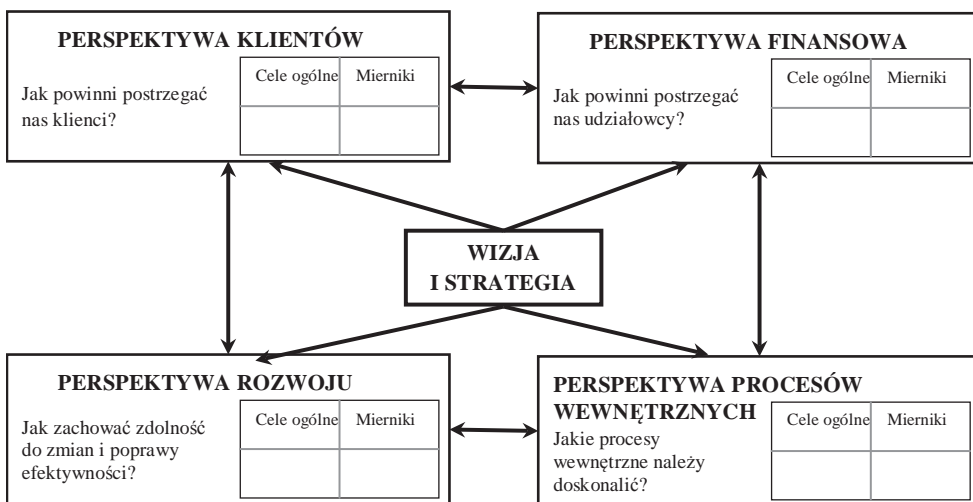 PERSPEKTYWA KLIENTÓW
Cele ogólne Mierniki
Jak powinni postrzegać
nas klienci?
PERSPEKTYWA FINANSOWA
Cele ogólne Mierniki
Jak powinni postrzegać
nas udziałowcy?
WIZJA
I STRATEGIA
PERSPEKTYWA ROZWOJU
Cele ogólne Mierniki
Jak zachować zdolność
do zmian i poprawy
efektywności?
PERSPEKTYWA PROCESÓW
WEWNĘTRZNYCH
Cele ogólne Mierniki
Jakie procesy
wewnętrzne należy
doskonalić?